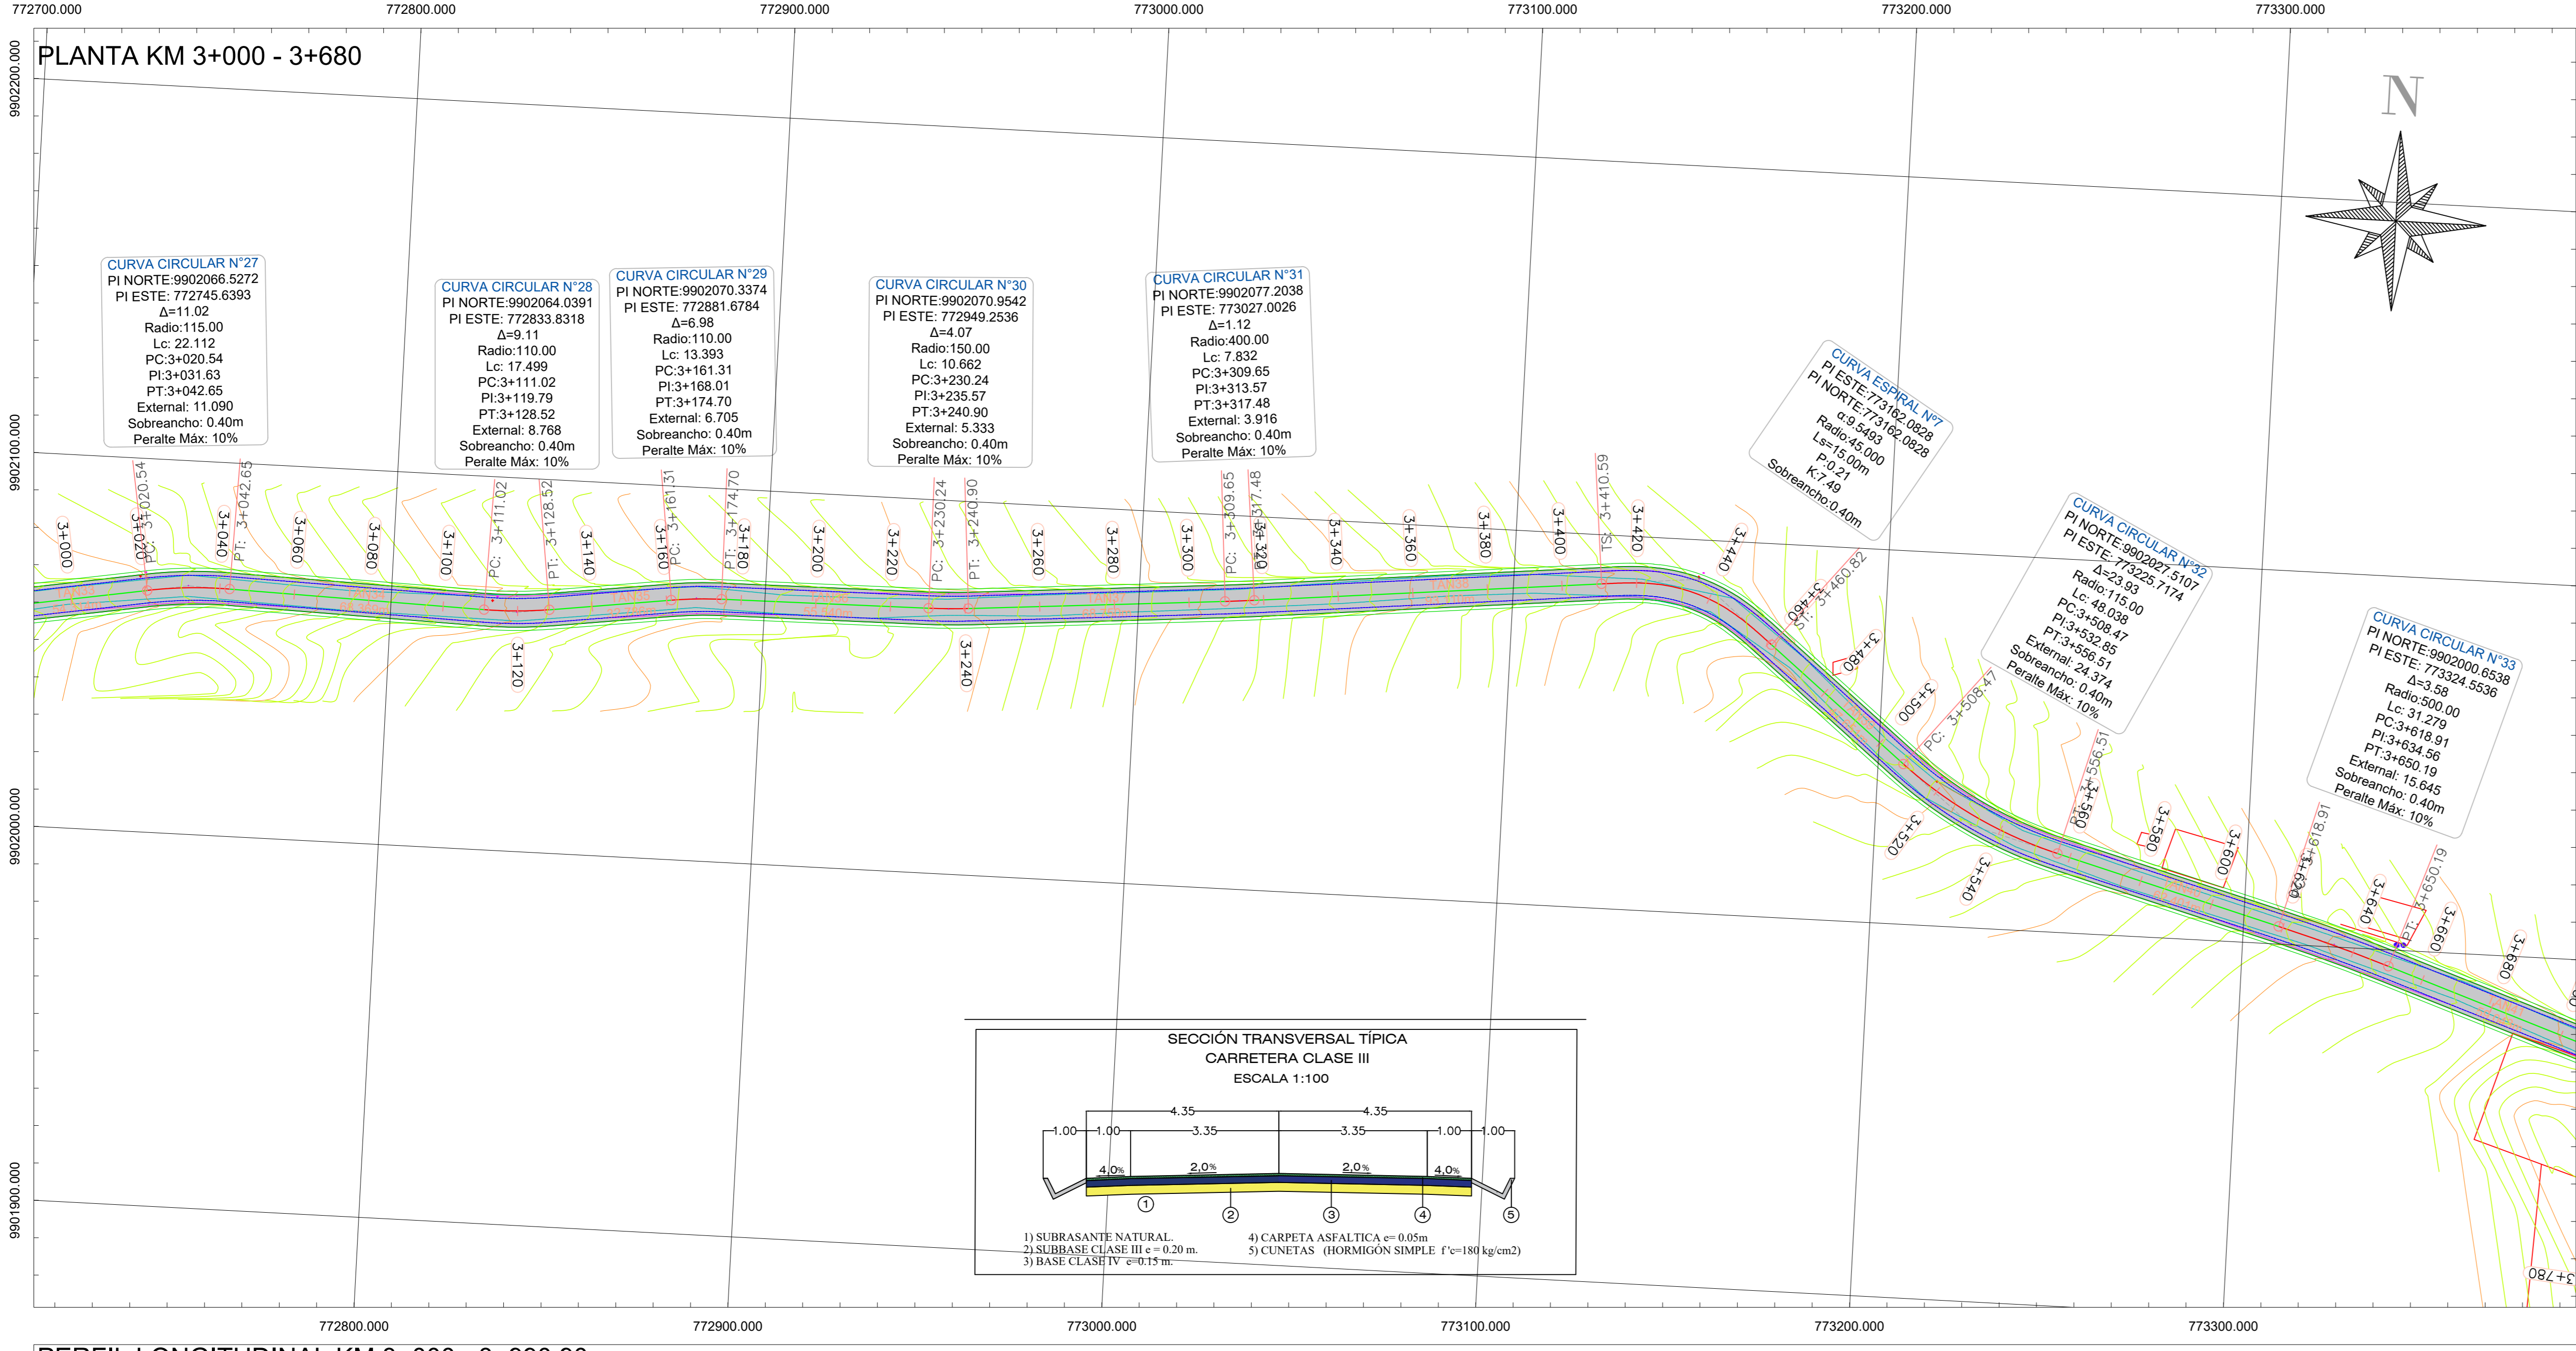 772700.000 772800.000 772900.000 773000.000 773100.000 773200.000 773300.000
9902200.000
9902100.000
9902000.000
9901900.000
PLANTA KM 3+000 - 3+680
N
CURVA CIRCULAR N°27
PI NORTE:9902066.5272
PI ESTE: 772745.6393
Δ=11.02
Radio:115.00
Lc: 22.112
PC:3+020.54
PI:3+031.63
PT:3+042.65
External: 11.090
Sobreancho: 0.40m
Peralte Máx: 10%
CURVA CIRCULAR N°28
PI NORTE:9902064.0391
PI ESTE: 772833.8318
Δ=9.11
Radio:110.00
Lc: 17.499
PC:3+111.02
PI:3+119.79
PT:3+128.52
External: 8.768
Sobreancho: 0.40m
Peralte Máx: 10%
CURVA CIRCULAR N°29
PI NORTE:9902070.3374
PI ESTE: 772881.6784
Δ=6.98
Radio:110.00
Lc: 13.393
PC:3+161.31
PI:3+168.01
PT:3+174.70
External: 6.705
Sobreancho: 0.40m
Peralte Máx: 10%
CURVA CIRCULAR N°30
PI NORTE:9902070.9542
PI ESTE: 772949.2536
Δ=4.07
Radio:150.00
Lc: 10.662
PC:3+230.24
PI:3+235.57
PT:3+240.90
External: 5.333
Sobreancho: 0.40m
Peralte Máx: 10%
CURVA CIRCULAR N°31
PI NORTE:9902077.2038
PI ESTE: 773027.0026
Δ=1.12
Radio:400.00
Lc: 7.832
PC:3+309.65
PI:3+313.57
PT:3+317.48
External: 3.916
Sobreancho: 0.40m
Peralte Máx: 10%
CURVA ESPIRAL N°7
PI ESTE:773162.0828
PI NORTE:773162.0828
α:9.5493
Radio:45.000
Ls=15.00m
P:0.21
K:7.49
Sobreancho:0.40m
CURVA CIRCULAR N°32
PI NORTE:9902027.5107
PI ESTE: 773225.7174
Δ=23.93
Radio:115.00
Lc: 48.038
PC:3+508.47
PI:3+532.85
PT:3+556.51
External: 24.374
Sobreancho: 0.40m
Peralte Máx: 10%
CURVA CIRCULAR N°33
PI NORTE:9902000.6538
PI ESTE: 773324.5536
Δ=3.58
Radio:500.00
Lc: 31.279
PC:3+618.91
PI:3+634.56
PT:3+650.19
External: 15.645
Sobreancho: 0.40m
Peralte Máx: 10%
3+000
3+020
PC: 3+020.54
3+040
PT: 3+042.65
3+060
3+080
3+100
PC: 3+111.02
3+120
PT: 3+128.52
3+140
3+160
PC: 3+161.31
PT: 3+174.70
3+180
3+200
3+220
PC: 3+230.24
3+240
PT: 3+240.90
3+260
3+280
3+300
PC: 3+309.65
3+317.48
3+320
3+340
3+360
3+380
3+400
TS: 3+410.59
3+420
3+440
3+460
ST: 3+460.82
3+480
3+500
PC: 3+508.47
3+520
3+540
3+556.51
3+560
3+580
3+600
3+618.91
3+620
3+640
PT: 3+650.19
3+660
3+680
3+780
SECCIÓN TRANSVERSAL TÍPICA
CARRETERA CLASE III
ESCALA 1:100
4.35 4.35
1.00 1.00 3.35 3.35 1.00 1.00
4,0% 2,0% 2,0% 4,0%
1 2 3 4 5
1) SUBRASANTE NATURAL.
2) SUBBASE CLASE III e = 0.20 m.
3) BASE CLASE IV e=0.15 m.
4) CARPETA ASFALTICA e= 0.05m
5) CUNETAS (HORMIGÓN SIMPLE f'c=180 kg/cm2)
772800.000 772900.000 773000.000 773100.000 773200.000 773300.000